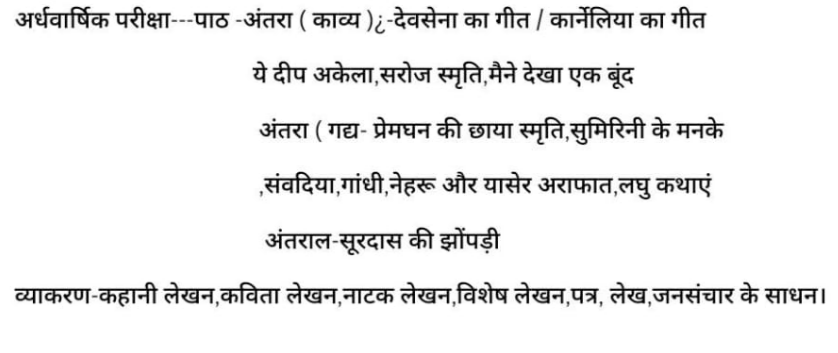 अर्धवार्षिक परीक्षा---पाठ -अंतरा ( काव्य )¿-देवसेना का गीत / कार्नेलिया का गीत
ये दीप अकेला,सरोज स्मृति,मैने देखा एक बूंद
अंतरा ( गद्य- प्रेमघन की छाया स्मृति,सुमिरिनी के मनके
,संवदिया,गांधी,नेहरू और यासेर अराफात,लघु कथाएं
अंतराल-सूरदास की झोंपड़ी
व्याकरण-कहानी लेखन,कविता लेखन,नाटक लेखन,विशेष लेखन,पत्र, लेख,जनसंचार के साधन।